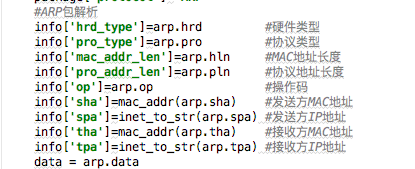 #ARP包解析
info['hrd_type']=arp.hrd #硬件类型
info['pro_type']=arp.pro #协议类型
info['mac_addr_len']=arp.hln #MAC地址长度
info['pro_addr_len']=arp.pln #协议地址长度
info['op']=arp.op #操作码
info['sha']=mac_addr(arp.sha) #发送方MAC地址
info['spa']=inet_to_str(arp.spa) #发送方IP地址
info['tha']=mac_addr(arp.tha) #接收方MAC地址
info['tpa']=inet_to_str(arp.tpa) #接收方IP地址
data = arp.data